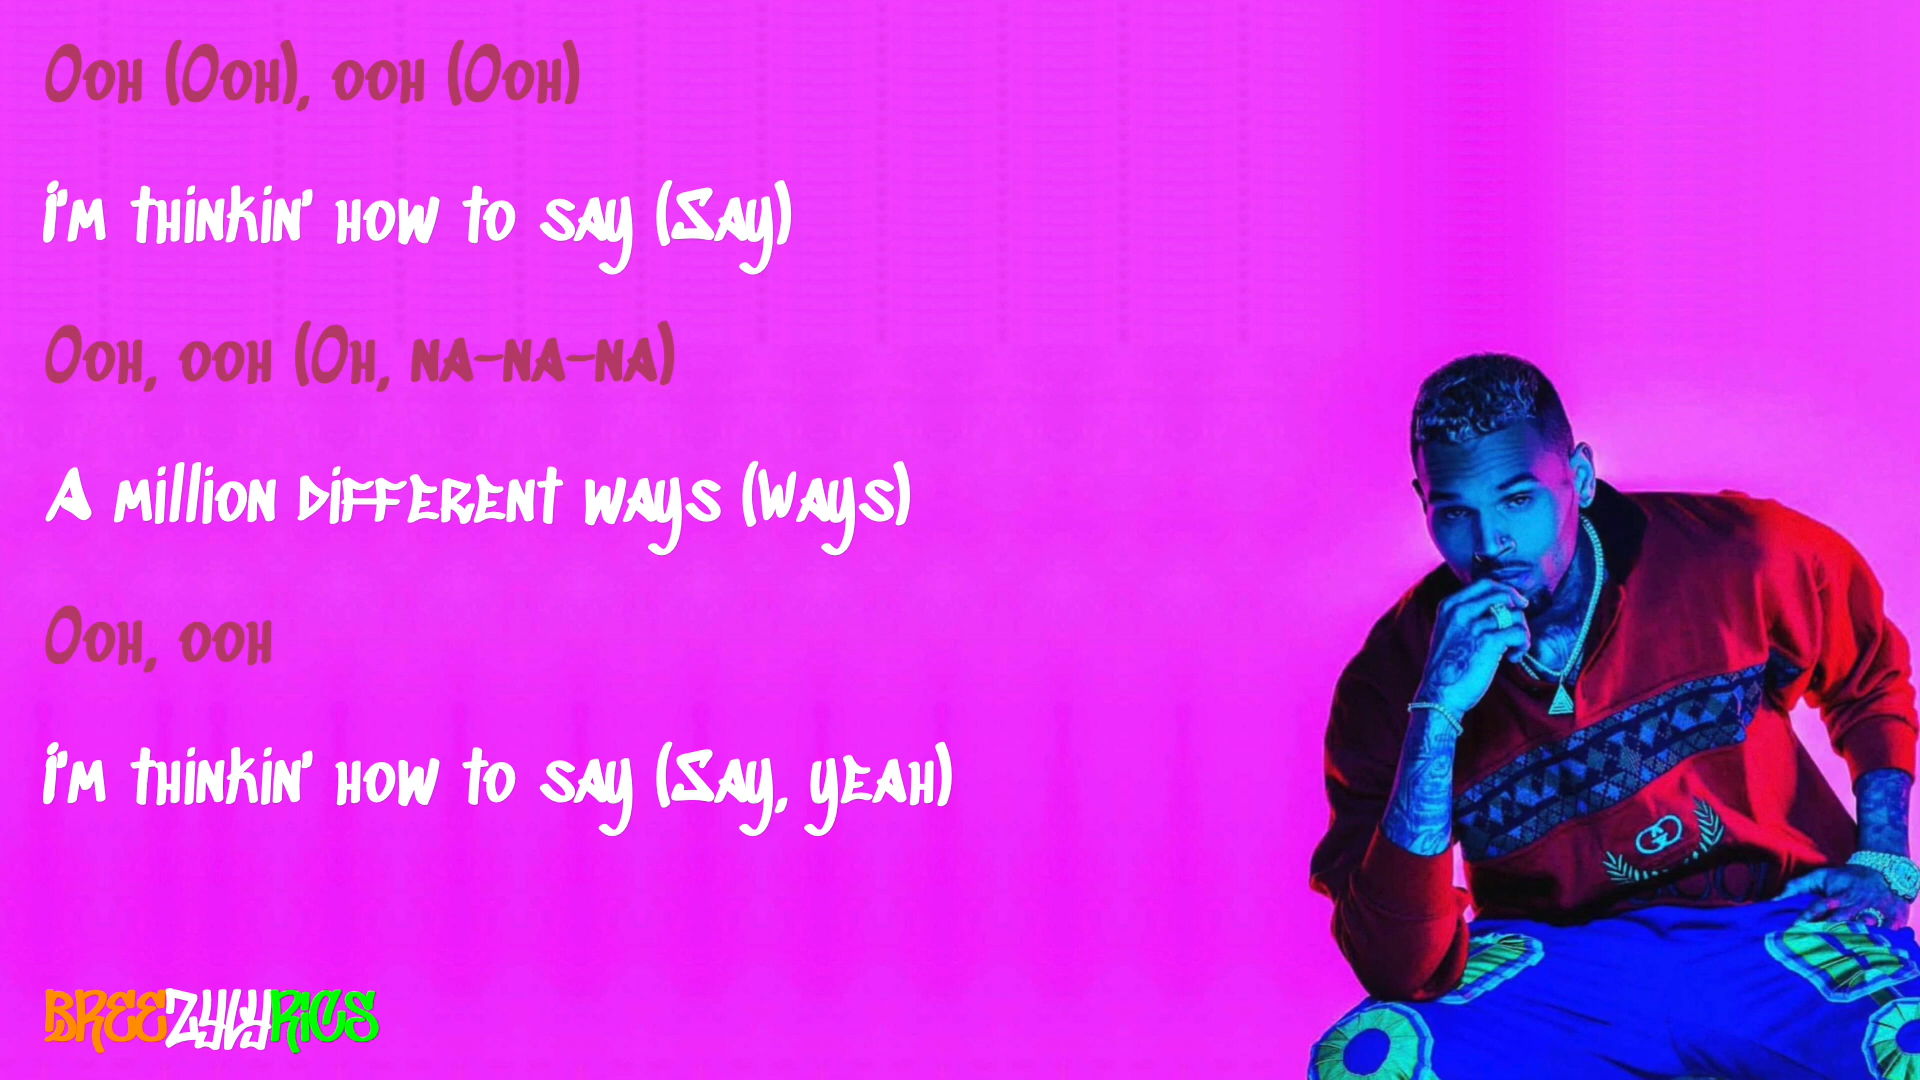 Ooh (Ooh), ooh (Ooh)
I'm thinkin' how to say (Say)
Ooh, ooh (Oh, na-na-na)
A million different ways (Ways)
Ooh, ooh
I'm thinkin' how to say (Say, yeah)
BREEZYLYRICS